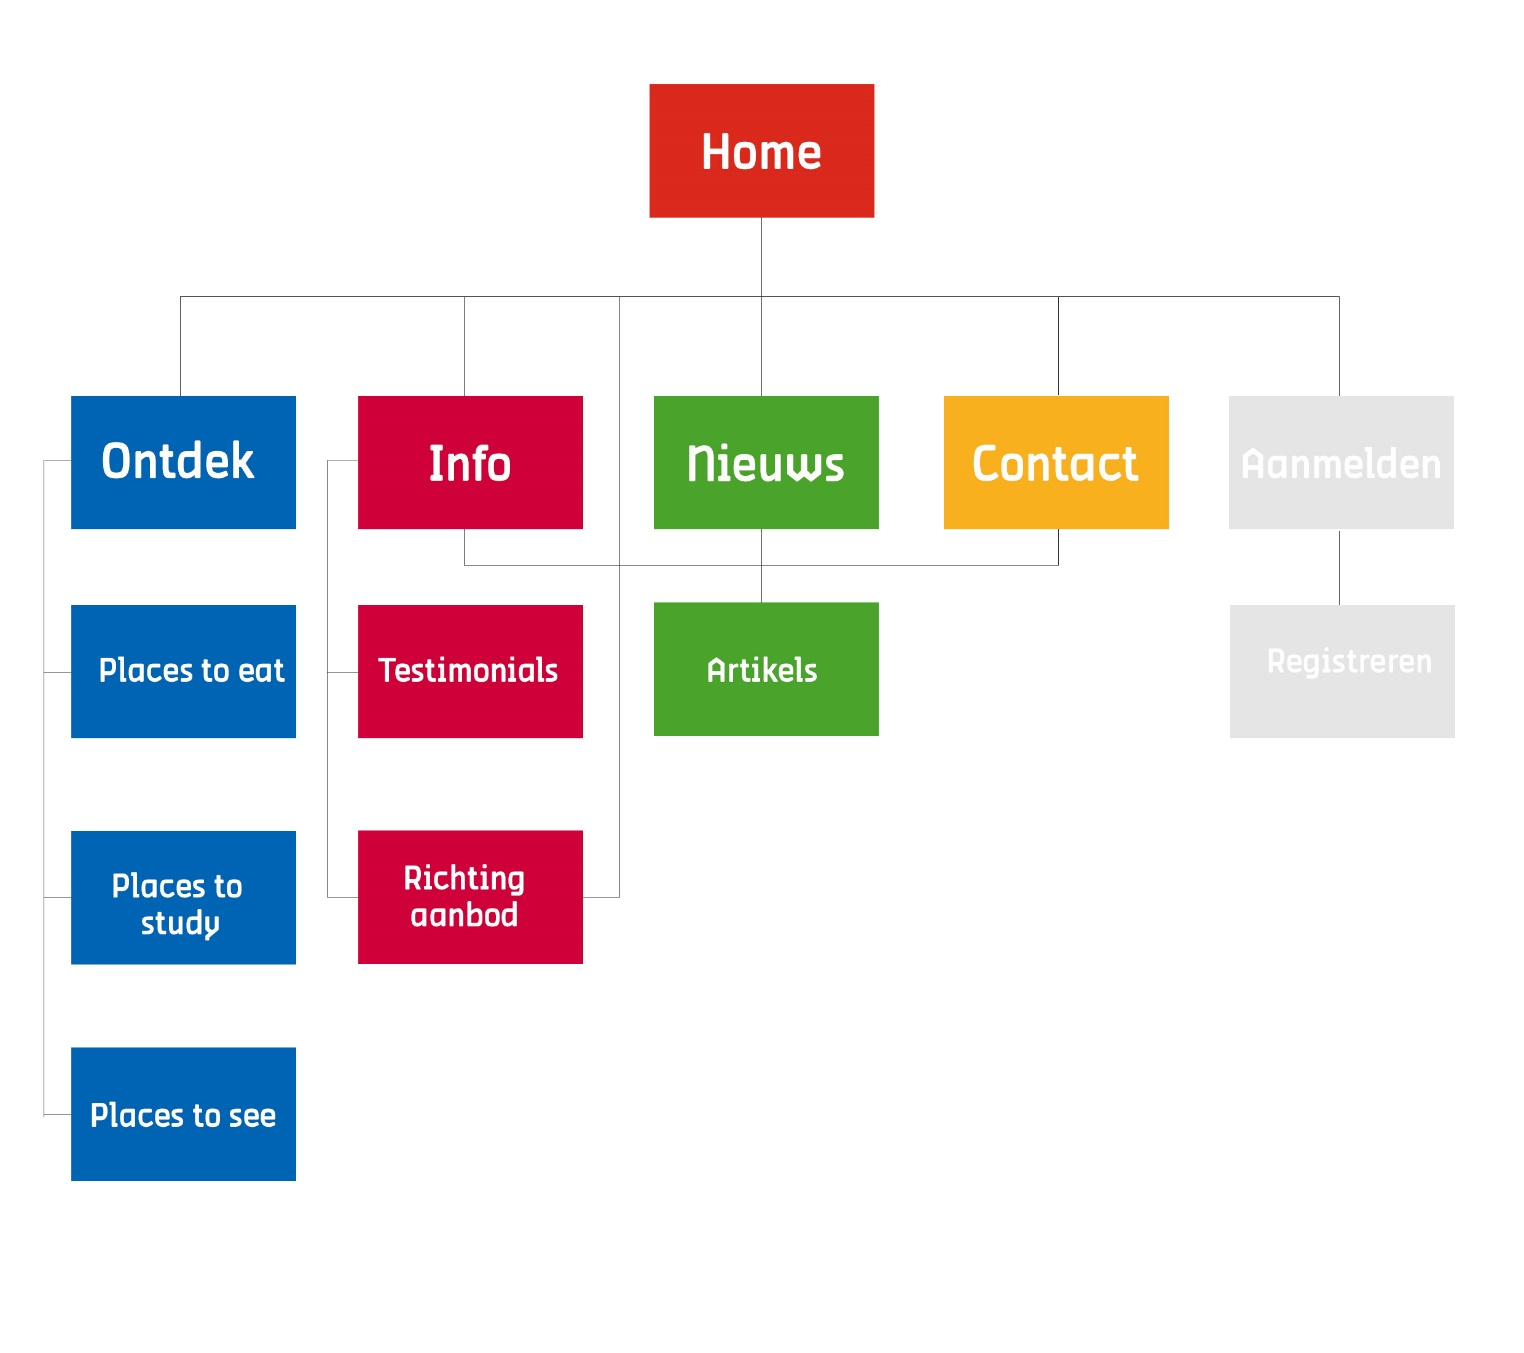 Home
Ontdek
Info
Nieuws
Contact
Aanmelden
Places to eat
Testimonials
Artikels
Registreren
Places to
study
Richting
aanbod
Places to see